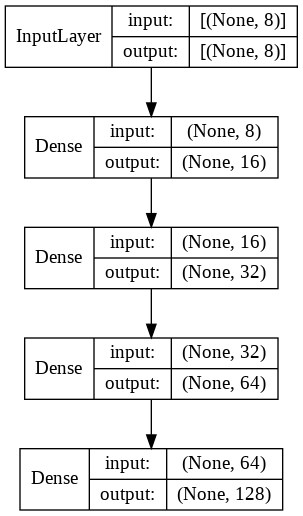 InputLayer
input: [(None, 8)]
output: [(None, 8)]
Dense
input: (None, 8)
output: (None, 16)
Dense
input: (None, 16)
output: (None, 32)
Dense
input: (None, 32)
output: (None, 64)
Dense
input: (None, 64)
output: (None, 128)